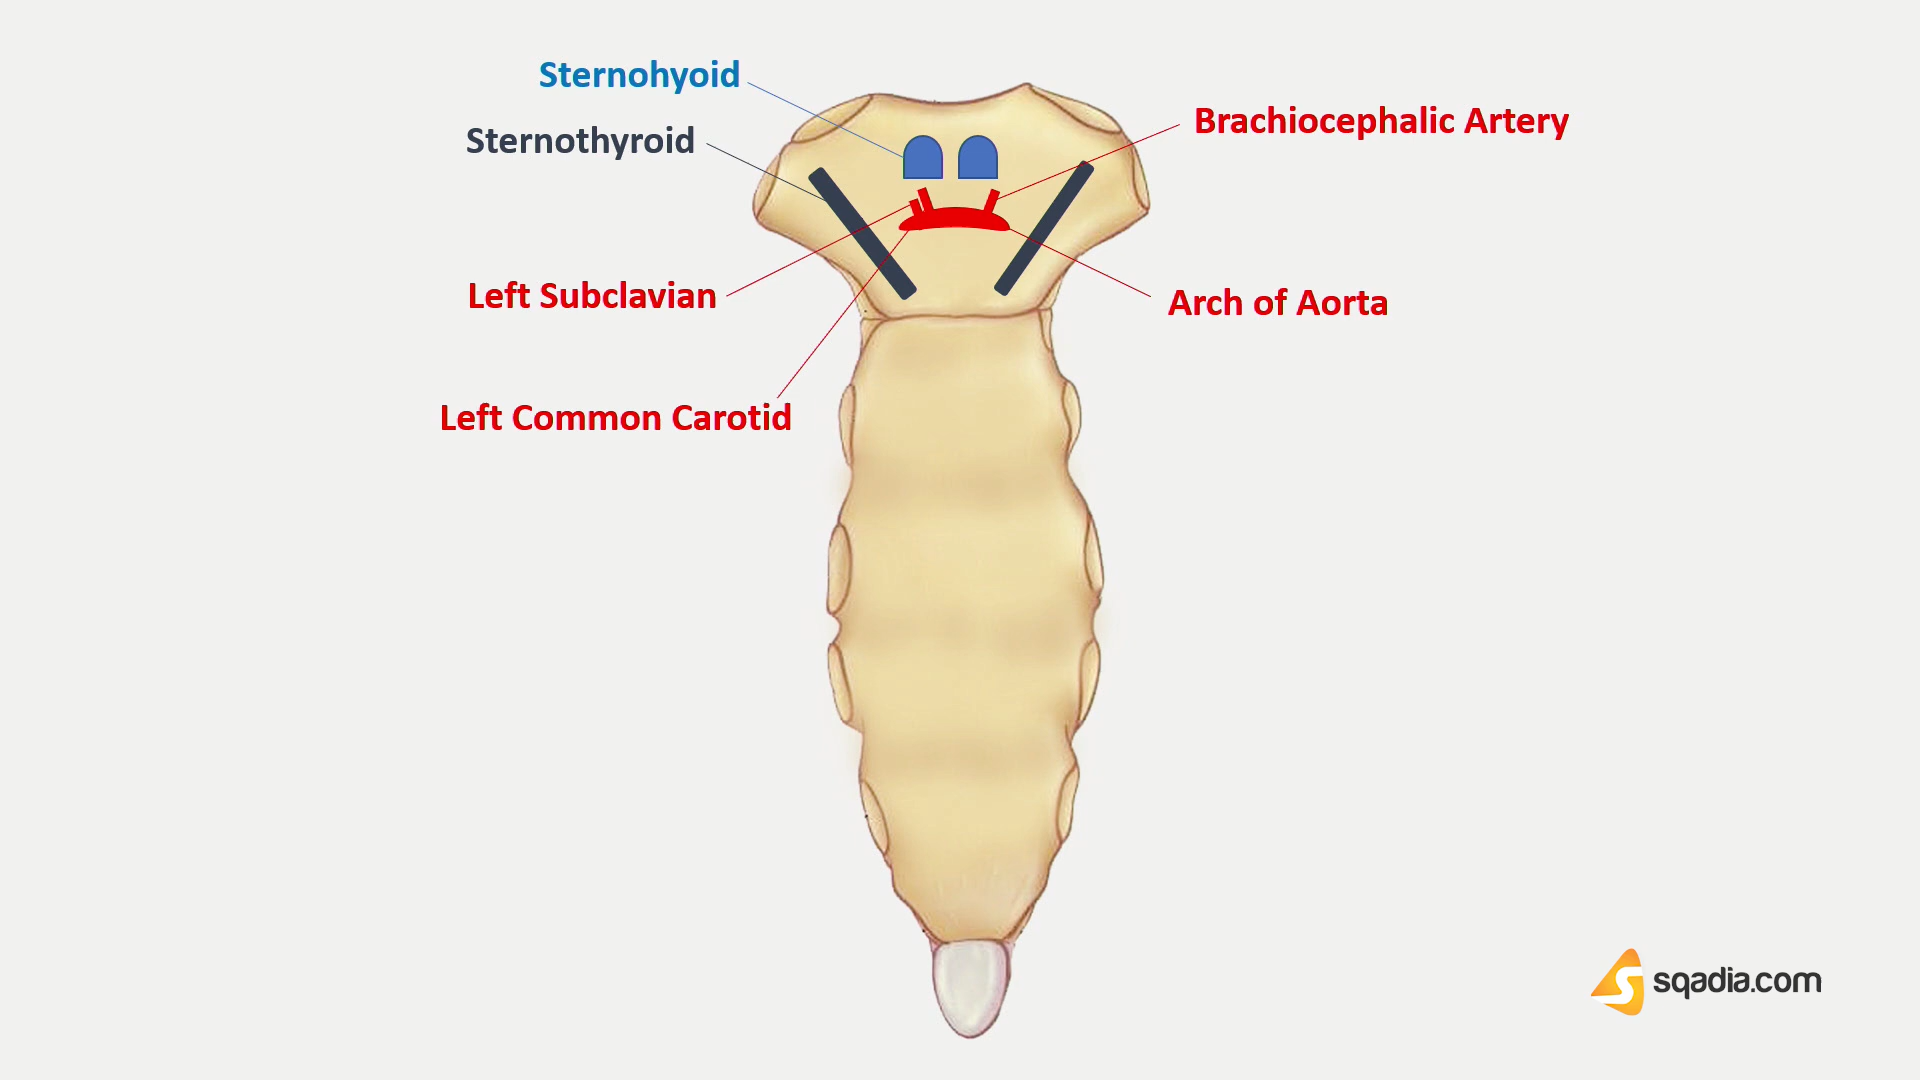 Sternohyoid
Sternothyroid
Brachiocephalic Artery
Left Subclavian
Arch of Aorta
Left Common Carotid
sqadia.com